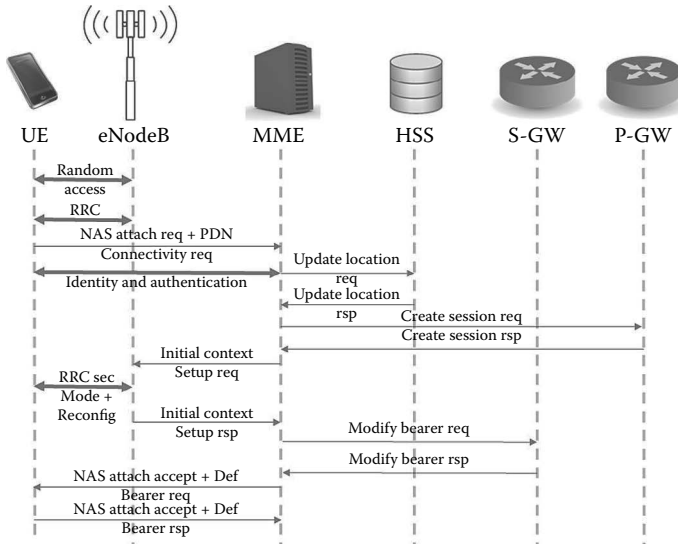 UE eNodeB MME HSS S-GW P-GW
Random
access
RRC
NAS attach req + PDN
Connectivity req
Identity and authentication
Update location
req
Update location
rsp
Create session req
Create session rsp
Initial context
Setup req
RRC sec
Mode +
Reconfig
Initial context
Setup rsp
Modify bearer req
Modify bearer rsp
NAS attach accept + Def
Bearer req
NAS attach accept + Def
Bearer rsp